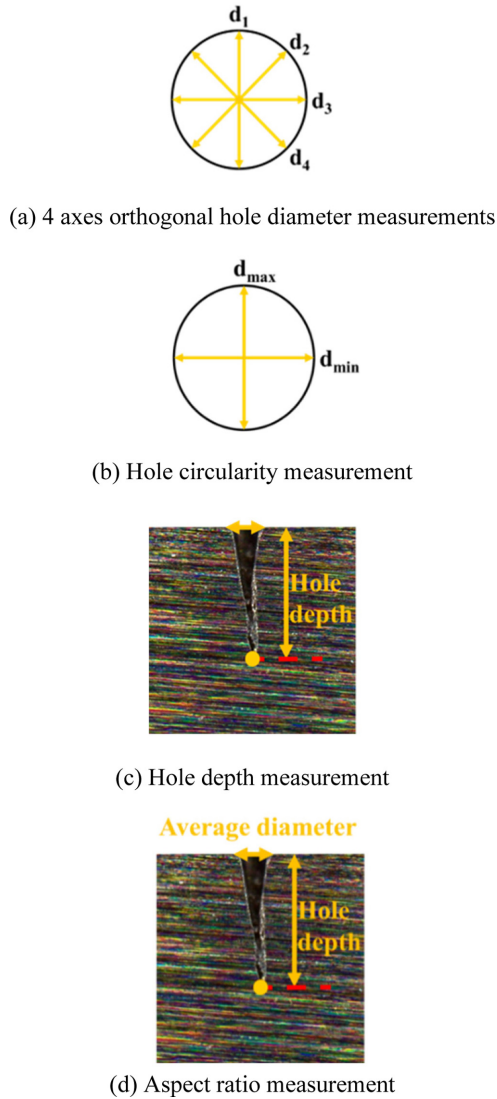 d1
d2
d3
d4
(a) 4 axes orthogonal hole diameter measurements
dmax
dmin
(b) Hole circularity measurement
Hole
depth
(c) Hole depth measurement
Average diameter
Hole
depth
(d) Aspect ratio measurement